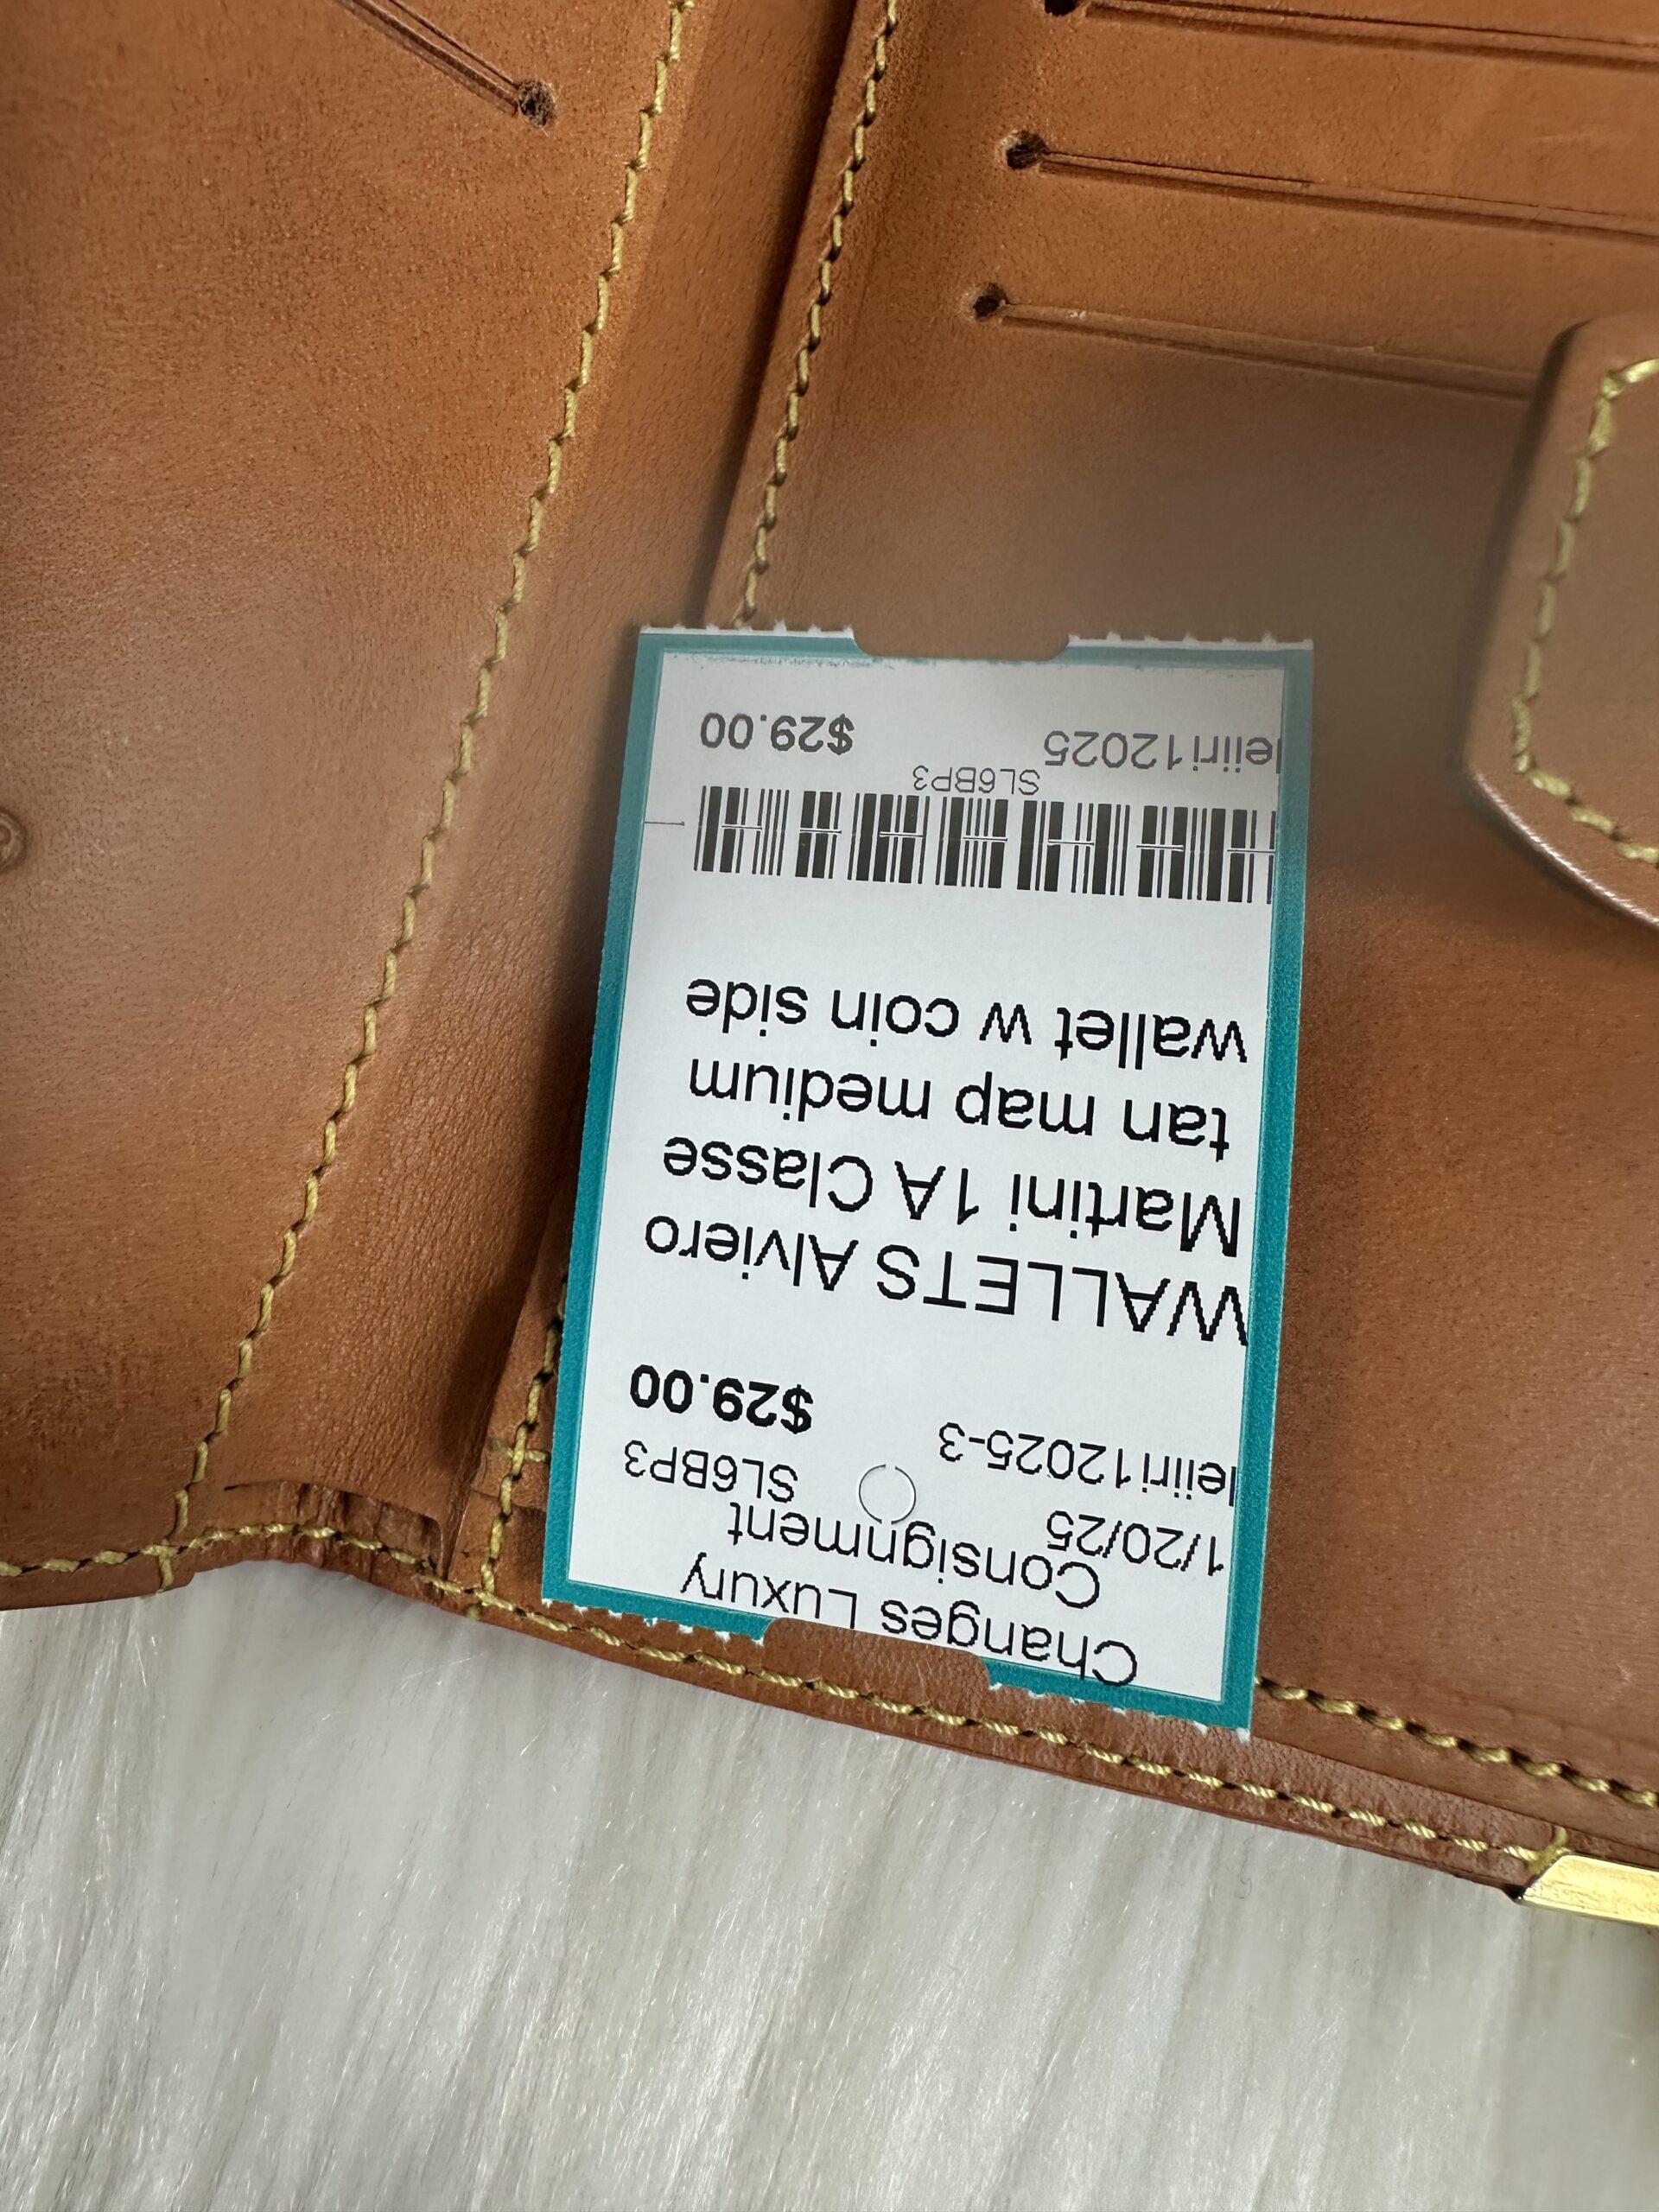 Changes Luxury
Consignment
1/20/25 SL6BP3
leiiri12025-3 $29.00
WALLETS Alviero
Martini 1A Classe
tan map medium
wallet w coin side
SL6BP3
leiiri12025 $29.00